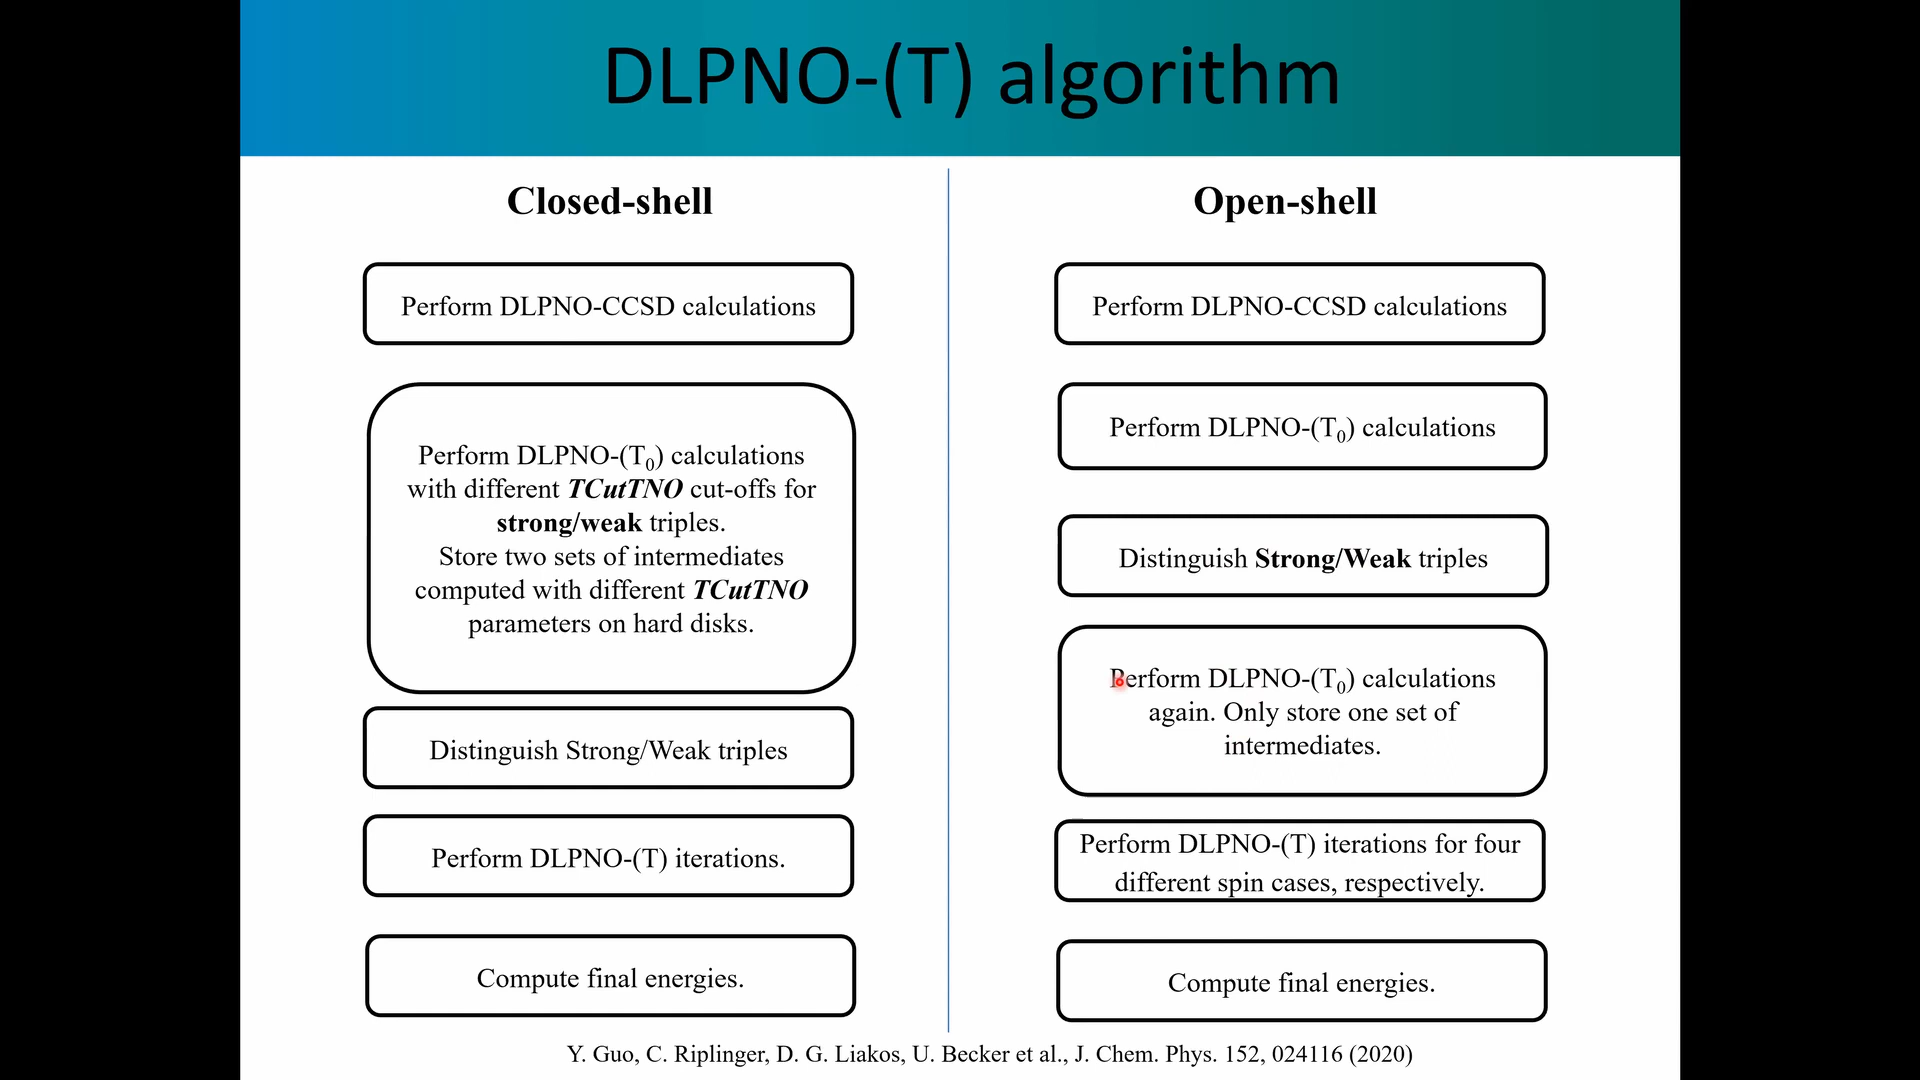 DLPNO-(T) algorithm
Closed-shell
Perform DLPNO-CCSD calculations
Perform DLPNO-(T₀) calculations
with different TCutTNO cut-offs for
strong/weak triples.
Store two sets of intermediates
computed with different TCutTNO
parameters on hard disks.
Distinguish Strong/Weak triples
Perform DLPNO-(T) iterations.
Compute final energies.
Open-shell
Perform DLPNO-CCSD calculations
Perform DLPNO-(T₀) calculations
Distinguish Strong/Weak triples
Perform DLPNO-(T₀) calculations
again. Only store one set of
intermediates.
Perform DLPNO-(T) iterations for four
different spin cases, respectively.
Compute final energies.
Y. Guo, C. Riplinger, D. G. Liakos, U. Becker et al., J. Chem. Phys. 152, 024116 (2020)